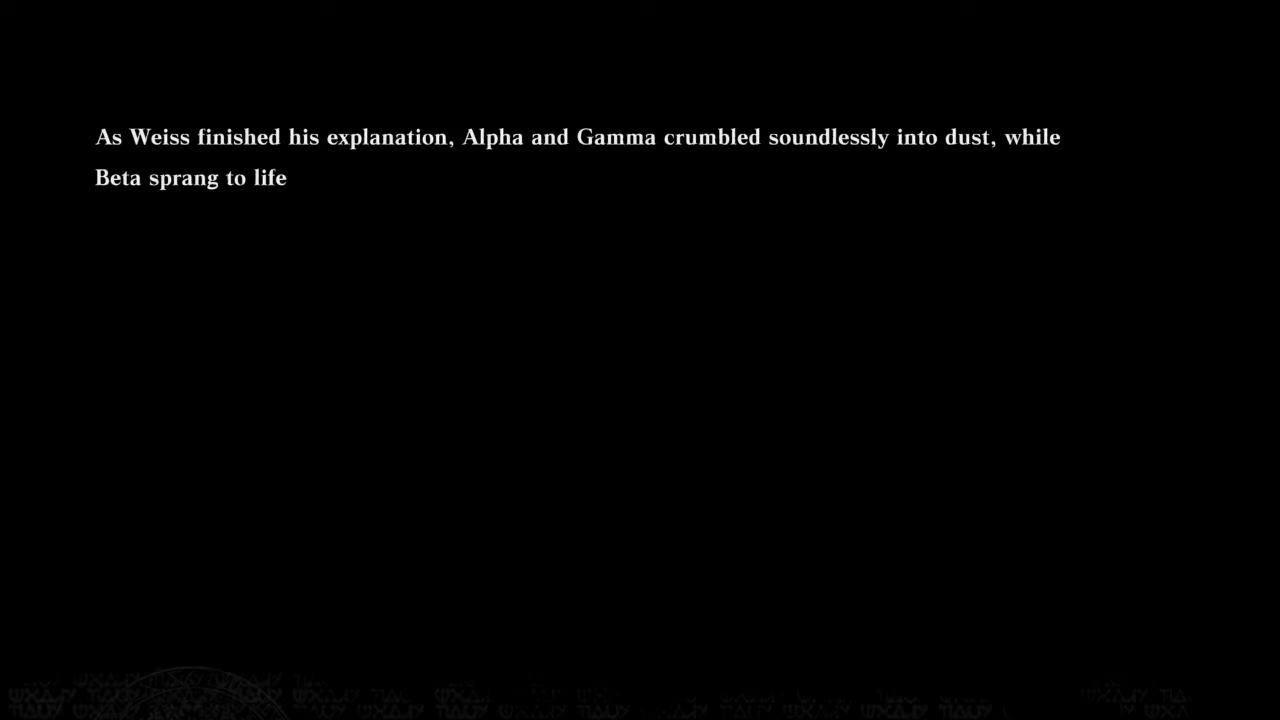 As Weiss finished his explanation, Alpha and Gamma crumbled soundlessly into dust, while
Beta sprang to life